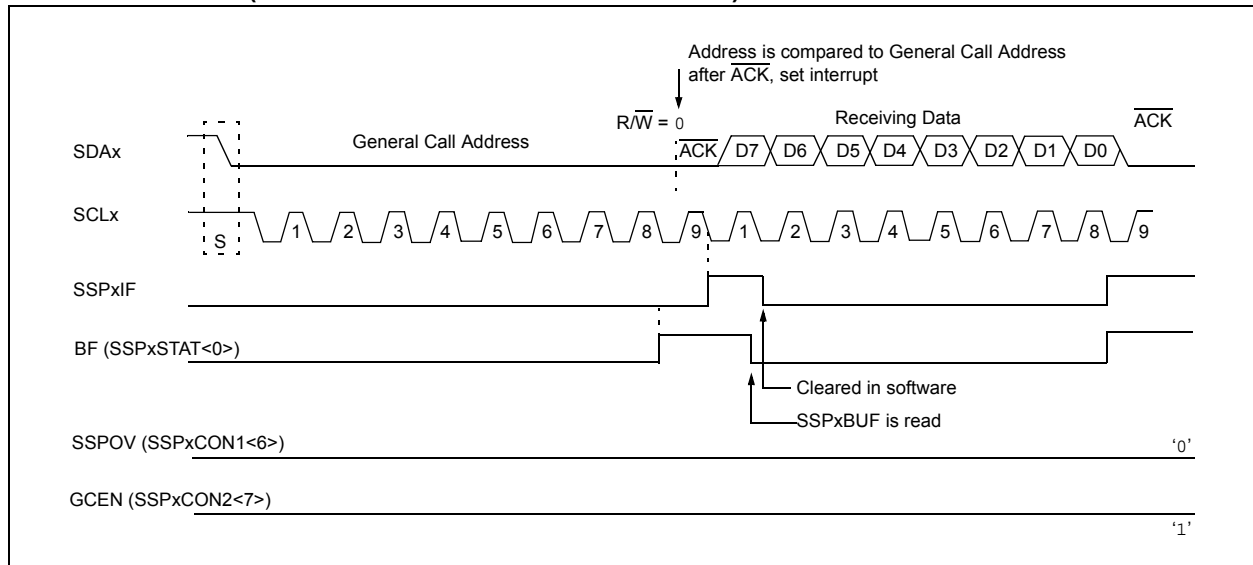 Address is compared to General Call Address
after ACK, set interrupt
R/W = 0
Receiving Data
ACK
General Call Address
SDAx
ACK D7 D6 D5 D4 D3 D2 D1 D0
SCLx
S 1 2 3 4 5 6 7 8 9 1 2 3 4 5 6 7 8 9
SSPxIF
BF (SSPxSTAT<0>)
Cleared in software
SSPxBUF is read
SSPOV (SSPxCON1<6>)
‘0’
GCEN (SSPxCON2<7>)
‘1’